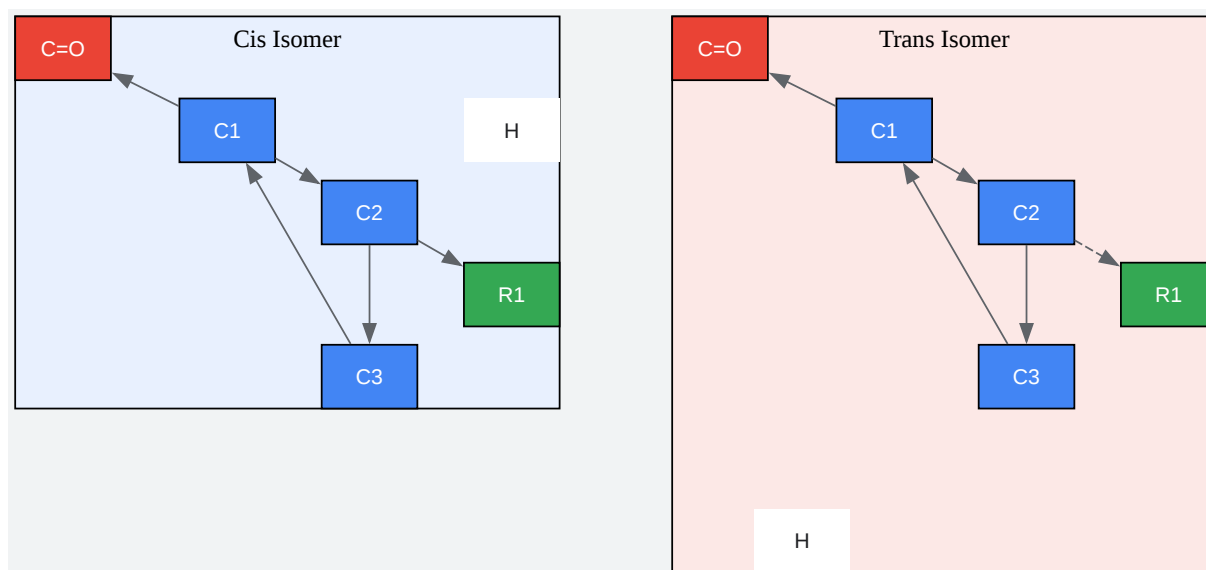 Cis Isomer
C=O
C1
H
C2
R1
C3
Trans Isomer
C=O
C1
C2
R1
C3
H